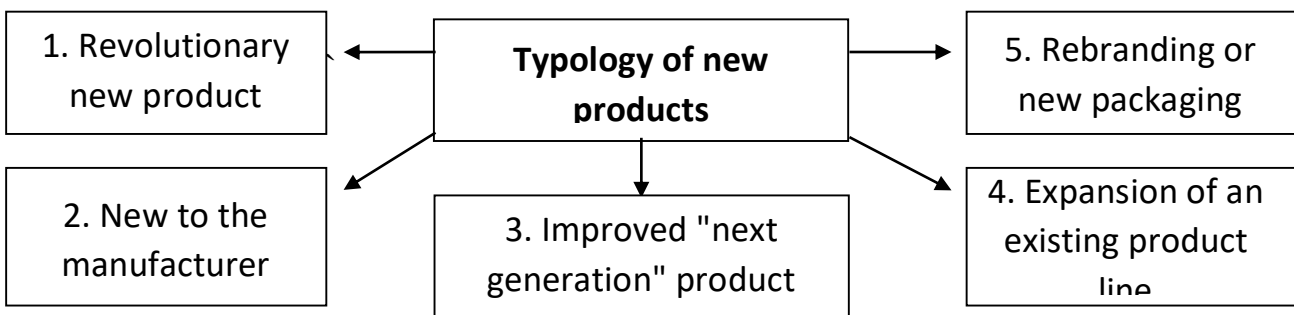 Typology of new
products
1. Revolutionary
new product
2. New to the
manufacturer
3. Improved "next
generation" product
4. Expansion of an
existing product
line
5. Rebranding or
new packaging